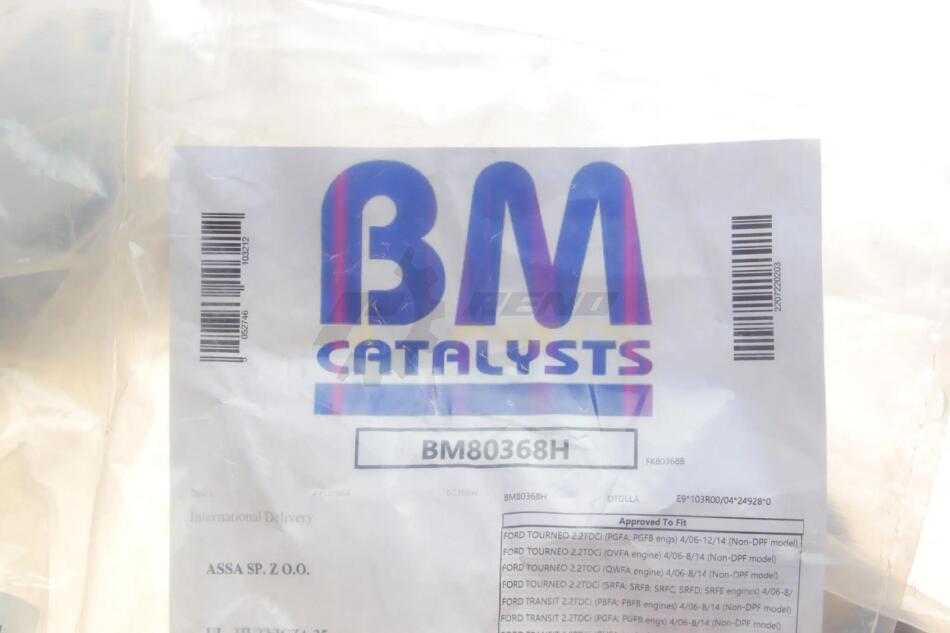 BM
CATALYSTS
9 052746 103212
2207220203
BM80368H
FK80368B
BM80368H DTGLLA E9*103R00/04*24928*0
International Delivery
ASSA SP. Z O.O.
Approved To Fit
FORD TOURNEO 2.2TDCi (PGFA; PGFB engs) 4/06-12/14 (Non-DPF model)
FORD TOURNEO 2.2TDCi (QVFA engine) 4/06-8/14 (Non-DPF model)
FORD TOURNEO 2.2TDCi (QWFA engine) 4/06-8/14 (Non-DPF model)
FORD TOURNEO 2.2TDCi (SRFA; SRFB; SRFC; SRFD; SRFE engines) 4/06-8/
FORD TRANSIT 2.2TDCi (PBFA; PBFB engines) 4/06-8/14 (Non-DPF model)
FORD TRANSIT 2.2TDCi (PGFA; PGFB engs) 4/06-8/14 (Non-DPF model)